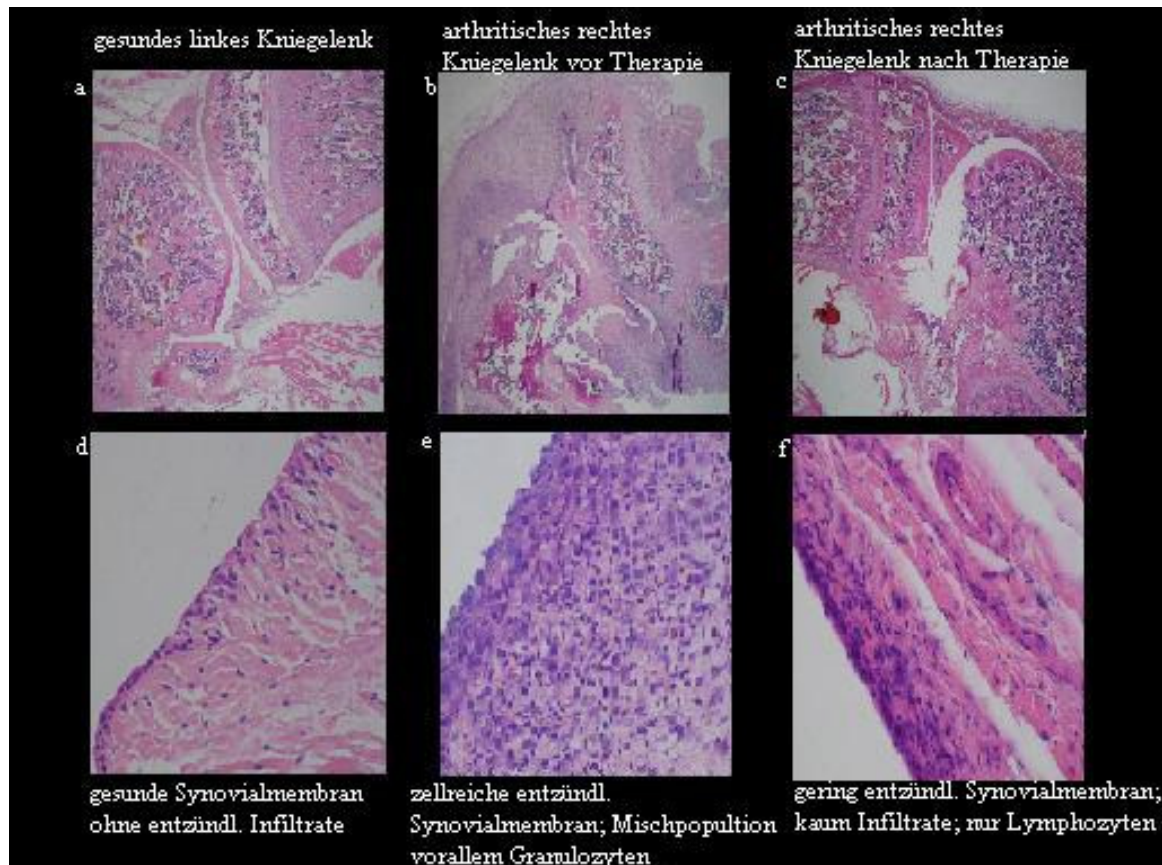 gesundes linkes Kniegelenk
arthritisches rechtes
Kniegelenk vor Therapie
arthritisches rechtes
Kniegelenk nach Therapie
a
b
c
d
e
f
gesunde Synovialmembran
ohne entzündl. Infiltrate
zellreiche entzündl.
Synovialmembran; Mischpopultion
vorallem Granulozyten
gering entzündl. Synovialmembran;
kaum Infiltrate; nur Lymphozyten